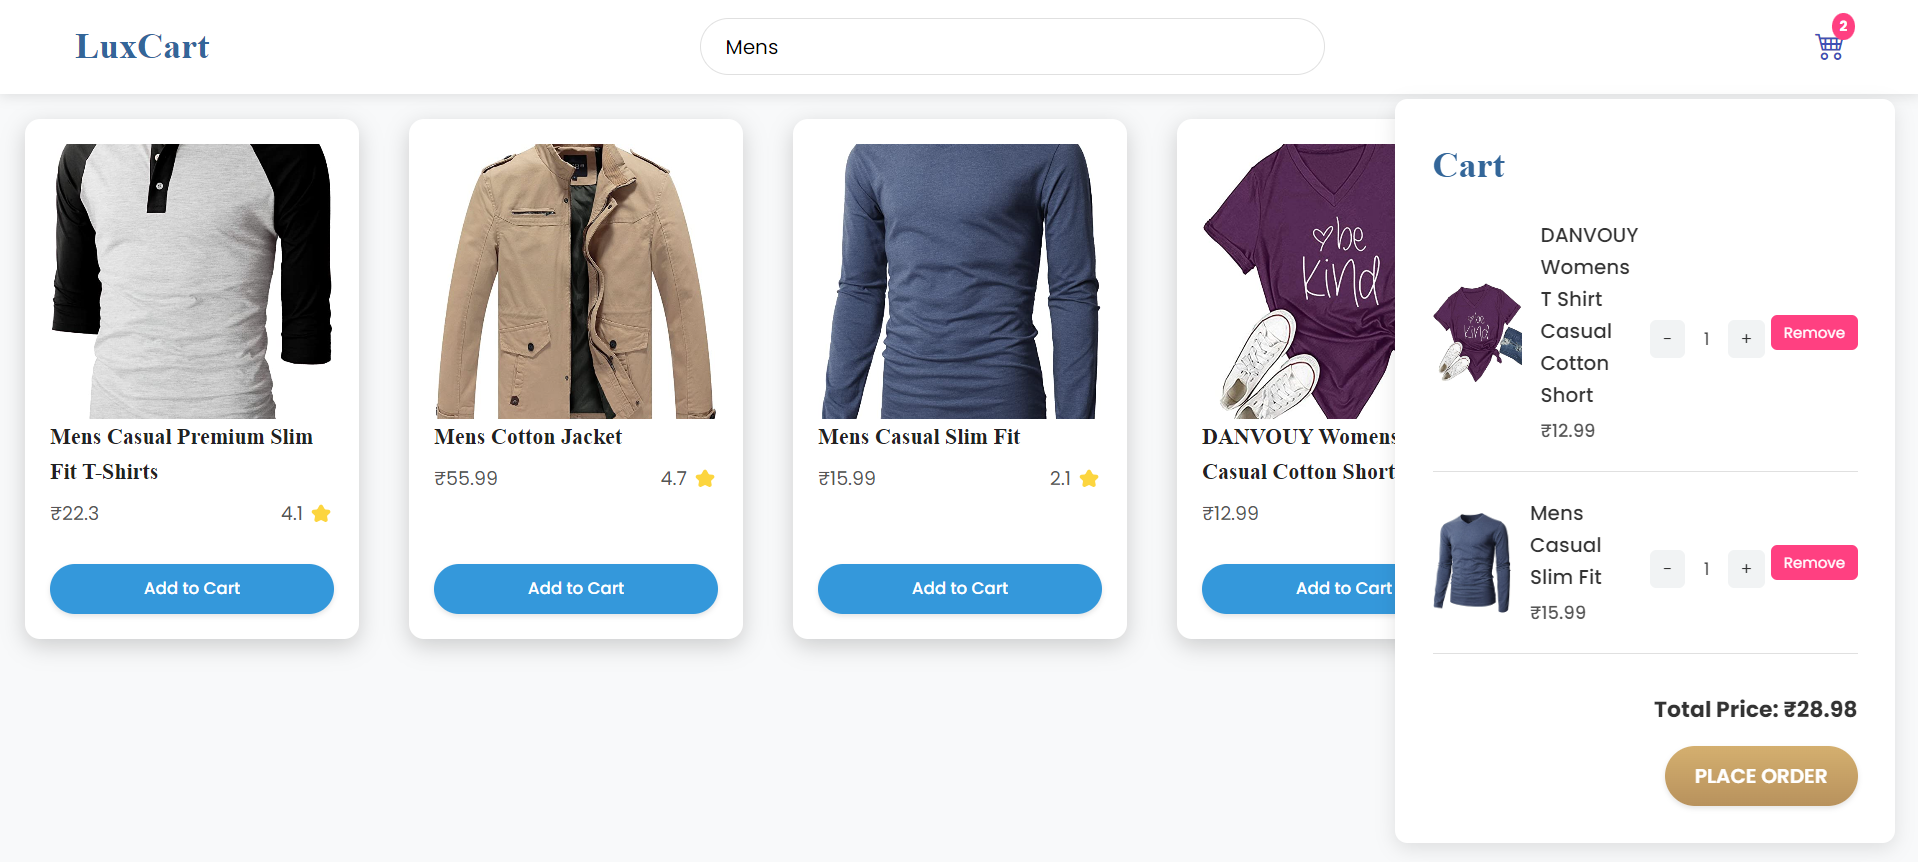 LuxCart
Mens
2
Mens Casual Premium Slim
Fit T-Shirts
₹22.3
4.1
Add to Cart
Mens Cotton Jacket
₹55.99
4.7
Add to Cart
Mens Casual Slim Fit
₹15.99
2.1
Add to Cart
be
kind
DANVOUY Womens
Casual Cotton Short
₹12.99
Add to Cart
Cart
be
kind
DANVOUY
Womens
T Shirt
Casual
Cotton
Short
₹12.99
- 1 + Remove
Mens
Casual
Slim Fit
₹15.99
- 1 + Remove
Total Price: ₹28.98
PLACE ORDER